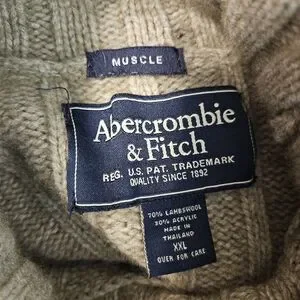 MUSCLE
Abercrombie
& Fitch
REG. U.S. PAT. TRADEMARK
QUALITY SINCE 1892
70% LAMBSWOOL
30% ACRYLIC
MADE IN
THAILAND
XXL
OVER FOR CARE